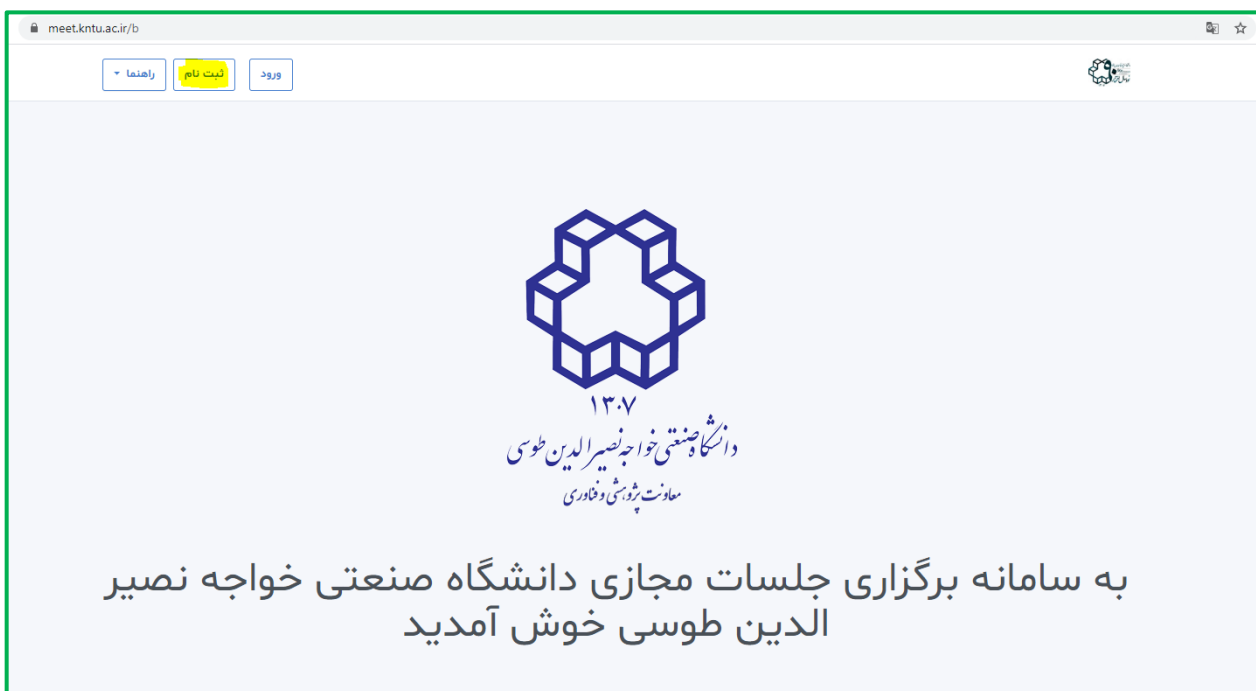 meet.kntu.ac.ir/b
ورود
ثبت نام
راهنما
۱۳۰۷
دانشگاه صنعتی خواجه نصیرالدین طوسی
معاونت پژوهشی و فناوری
به سامانه برگزاری جلسات مجازی دانشگاه صنعتی خواجه نصیر
الدین طوسی خوش آمدید